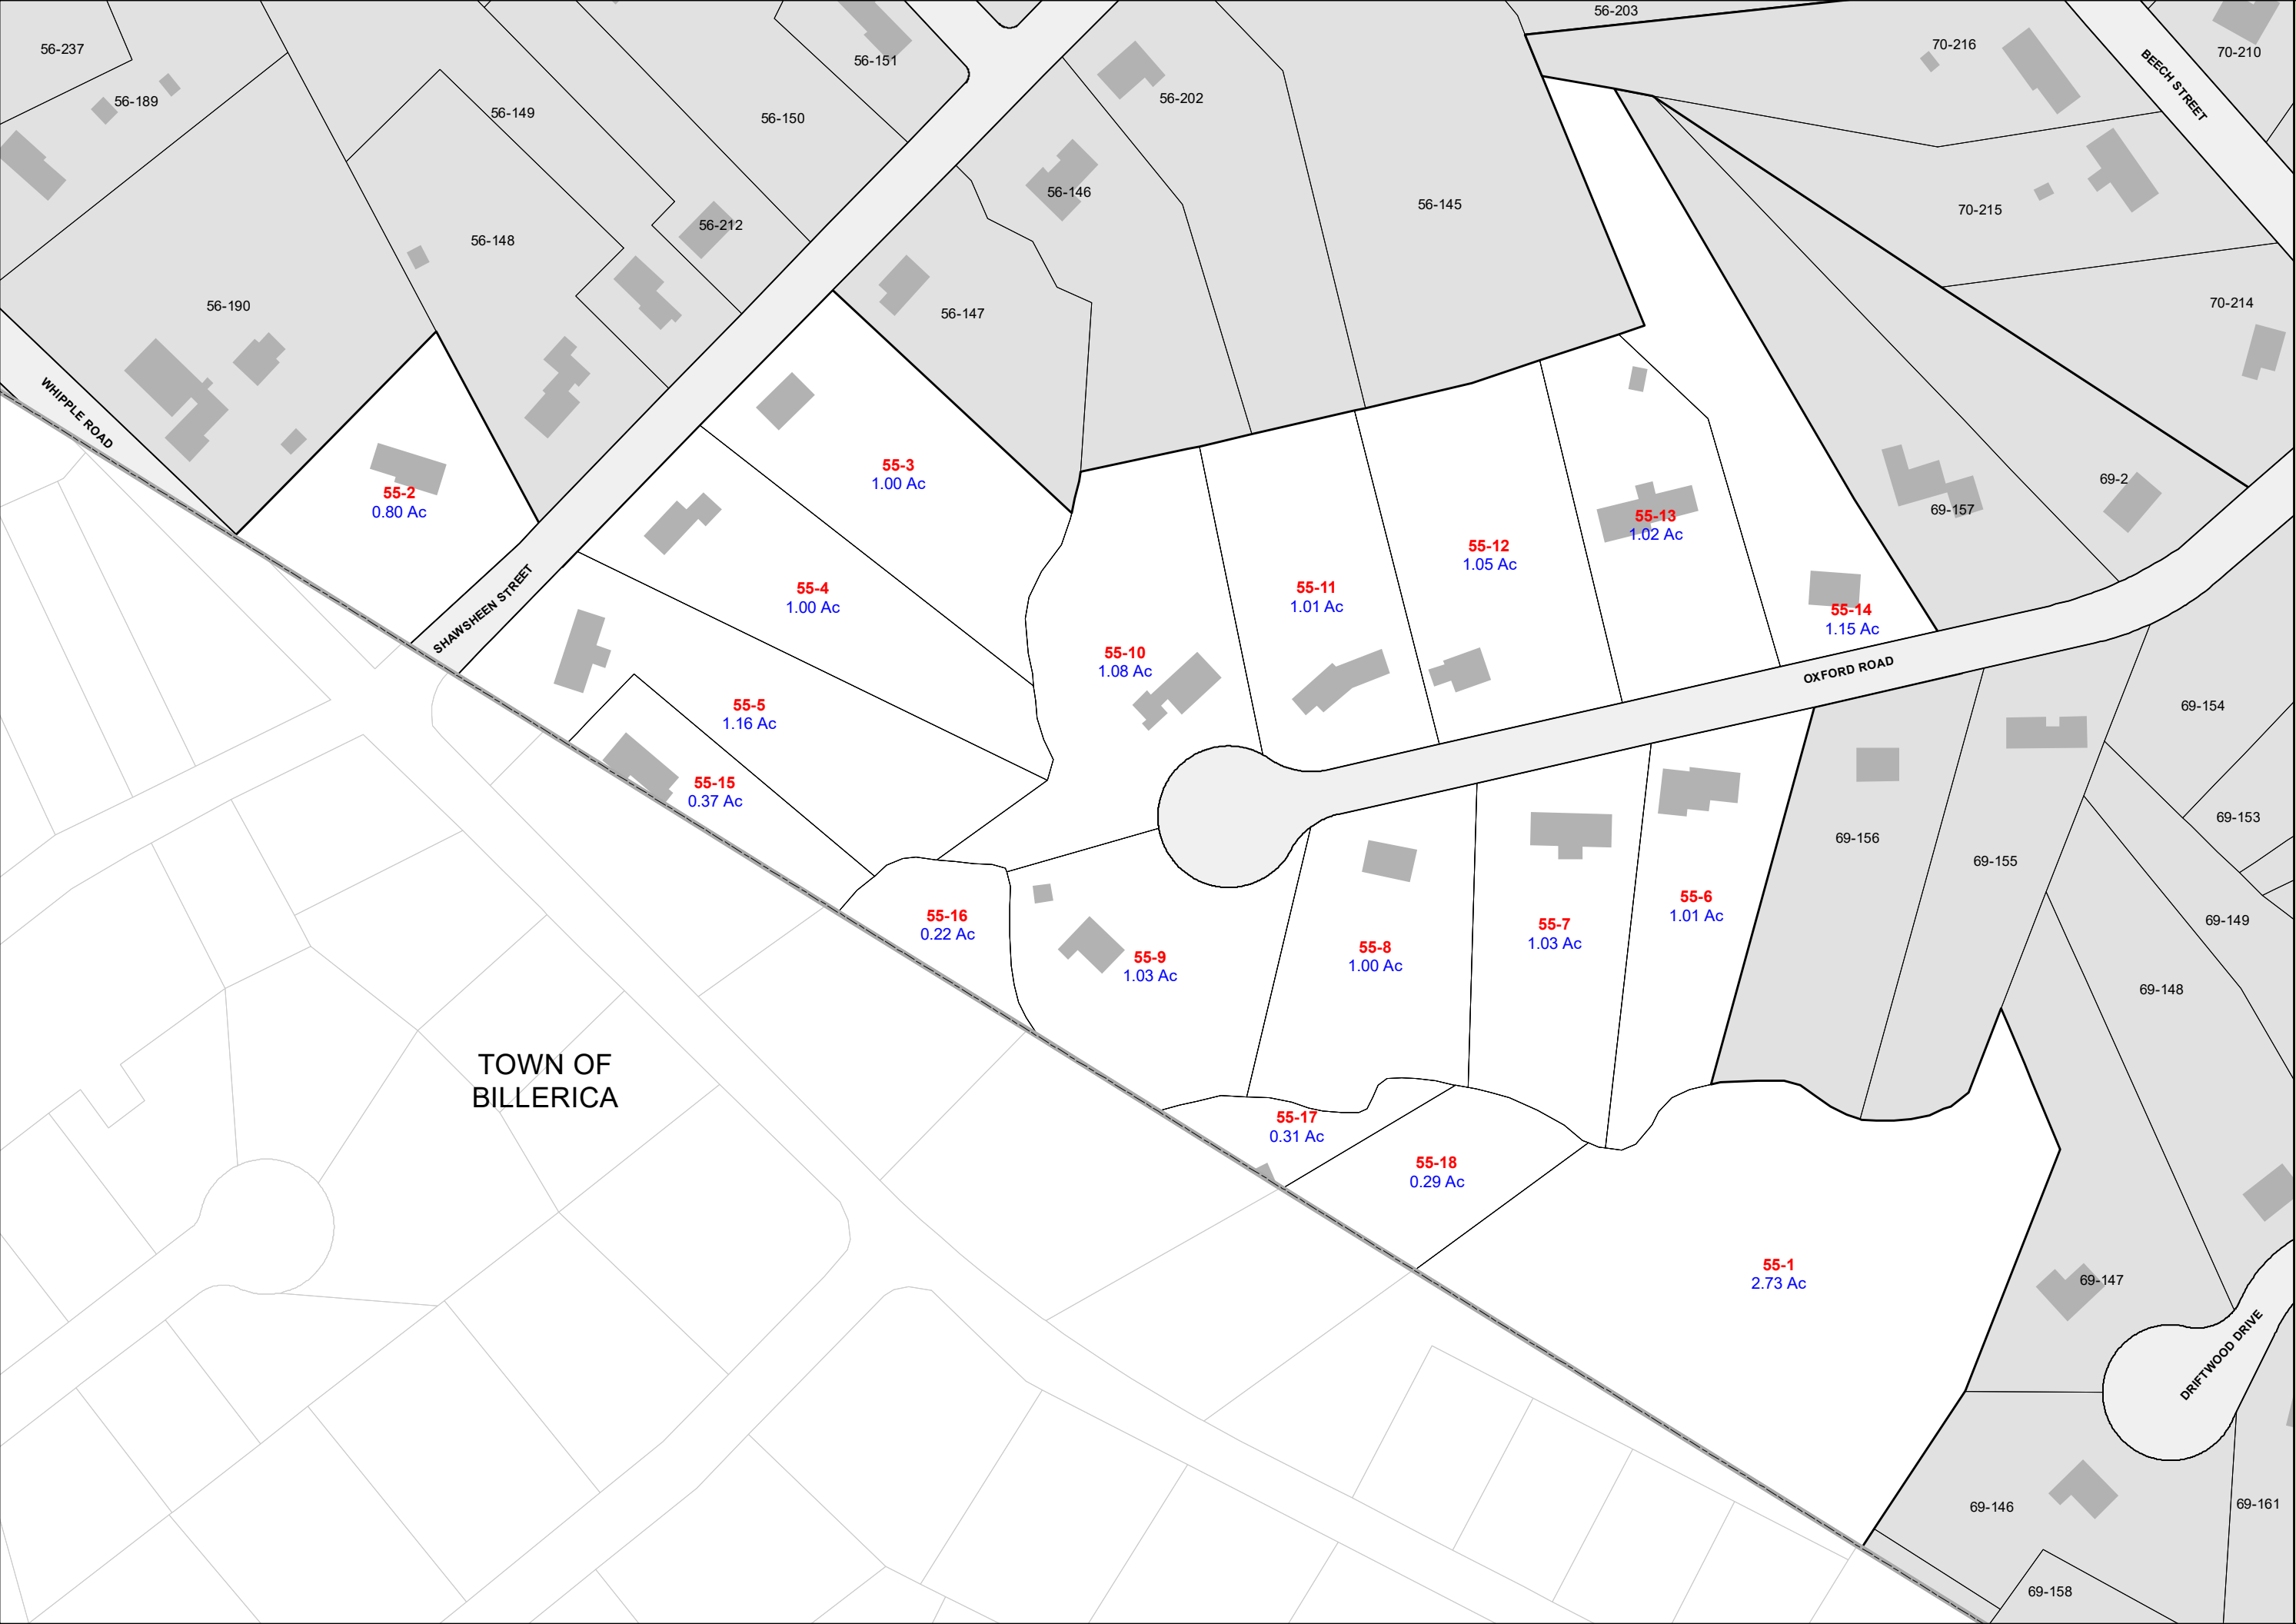 56-203
56-237
56-151
70-216
70-210
BEECH STREET
56-189
56-149
56-150
56-202
56-146
56-145
70-215
56-212
56-148
56-190
56-147
70-214
WHIPPLE ROAD
55-3
1.00 Ac
55-2
0.80 Ac
69-2
69-157
55-13
1.02 Ac
55-12
1.05 Ac
55-4
1.00 Ac
55-11
1.01 Ac
SHAWSHEEN STREET
55-14
1.15 Ac
55-10
1.08 Ac
OXFORD ROAD
55-5
1.16 Ac
69-154
55-15
0.37 Ac
69-153
69-156
69-155
55-6
1.01 Ac
55-16
0.22 Ac
55-7
1.03 Ac
69-149
55-8
1.00 Ac
55-9
1.03 Ac
69-148
TOWN OF
BILLERICA
55-17
0.31 Ac
55-18
0.29 Ac
55-1
2.73 Ac
69-147
DRIFTWOOD DRIVE
69-146
69-161
69-158